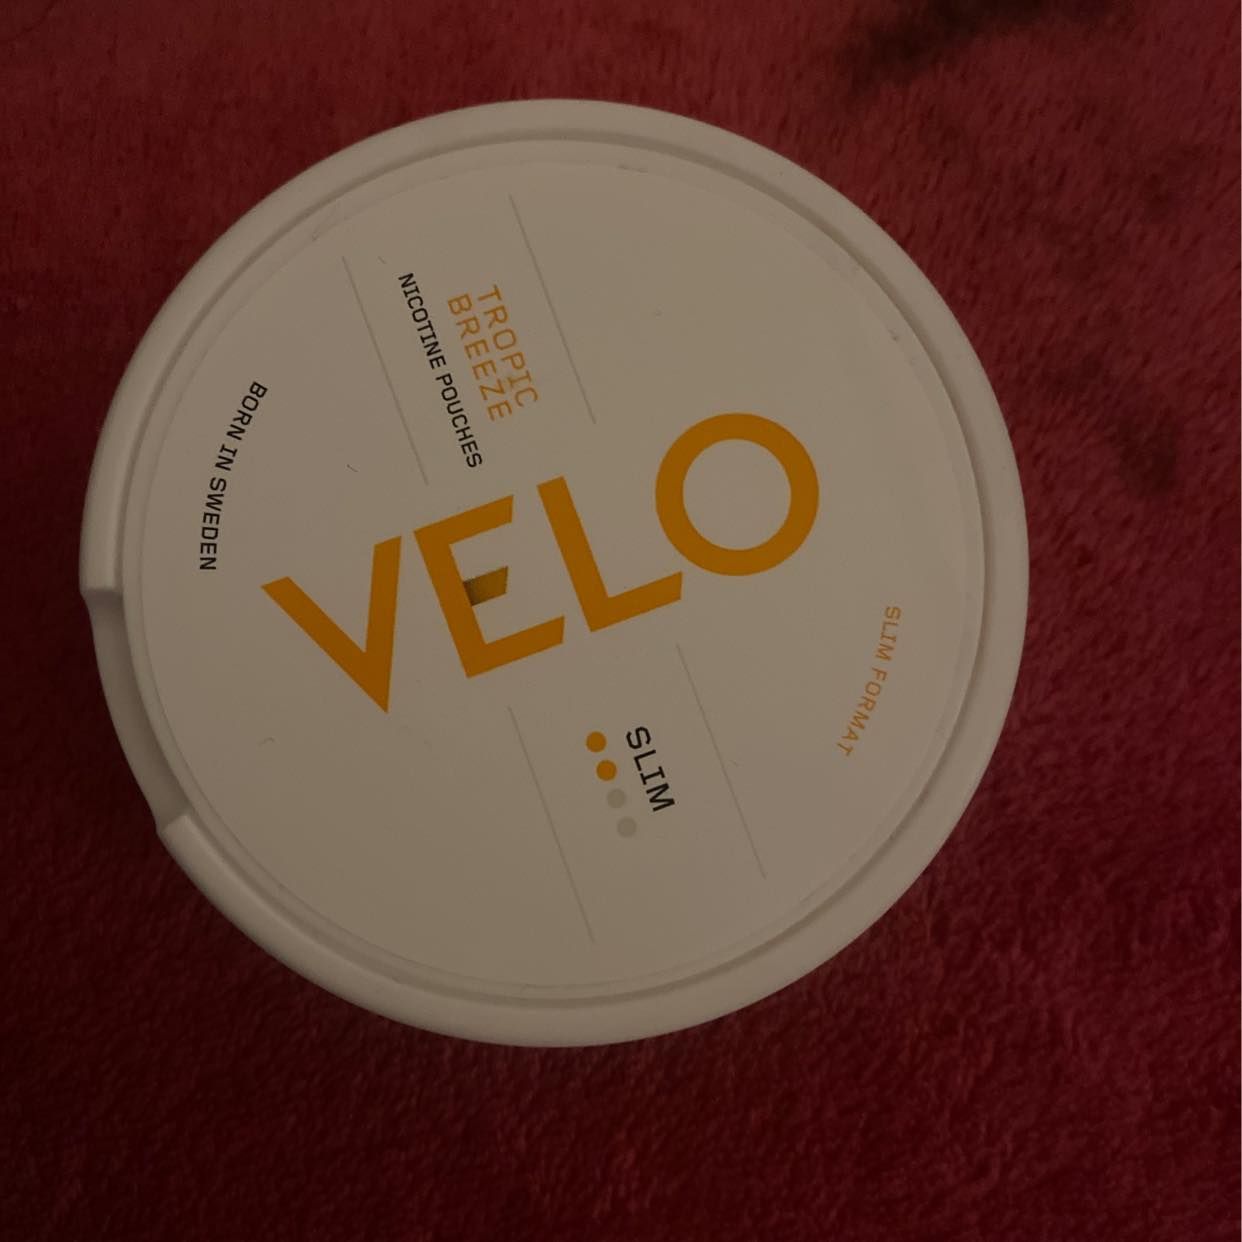 BORN IN SWEDEN
TROPIC
BREEZE
NICOTINE POUCHES
VELO
SLIM
SLIM FORMAT